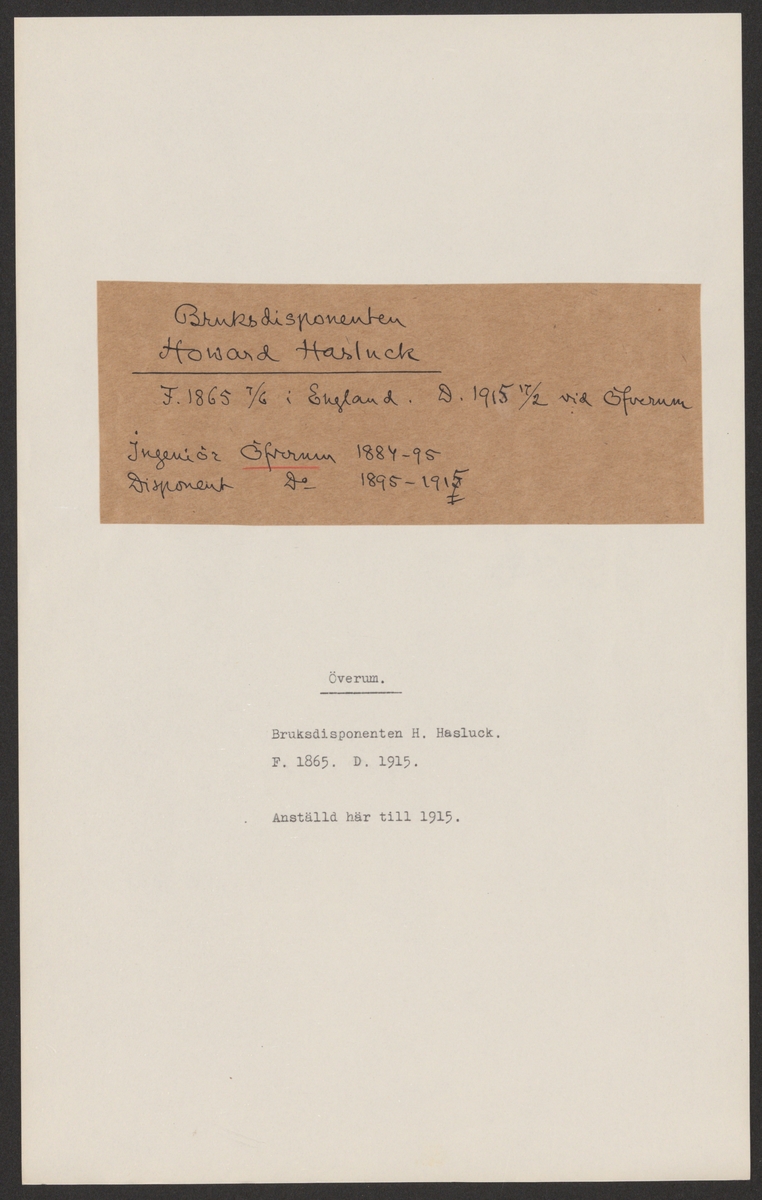 Bruksdisponenten
Howard Hasluck
F. 1865 7/6 i England. D. 1915 17/2 vid Öfverum
Ingeniör Öfverum 1884-95
Disponent Do 1895-1915
Överum.
Bruksdisponenten H. Hasluck.
F. 1865. D. 1915.
Anställd här till 1915.